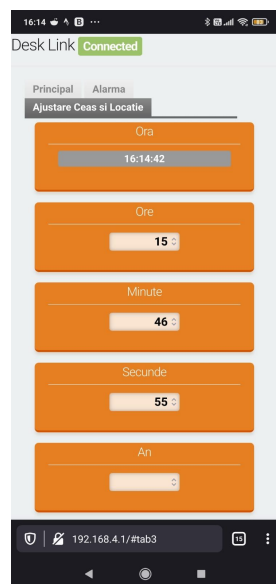 16:14
Desk Link Connected
Principal Alarma
Ajustare Ceas si Locatie
Ora
16:14:42
Ore
15
Minute
46
Secunde
55
An
192.168.4.1/#tab3
15